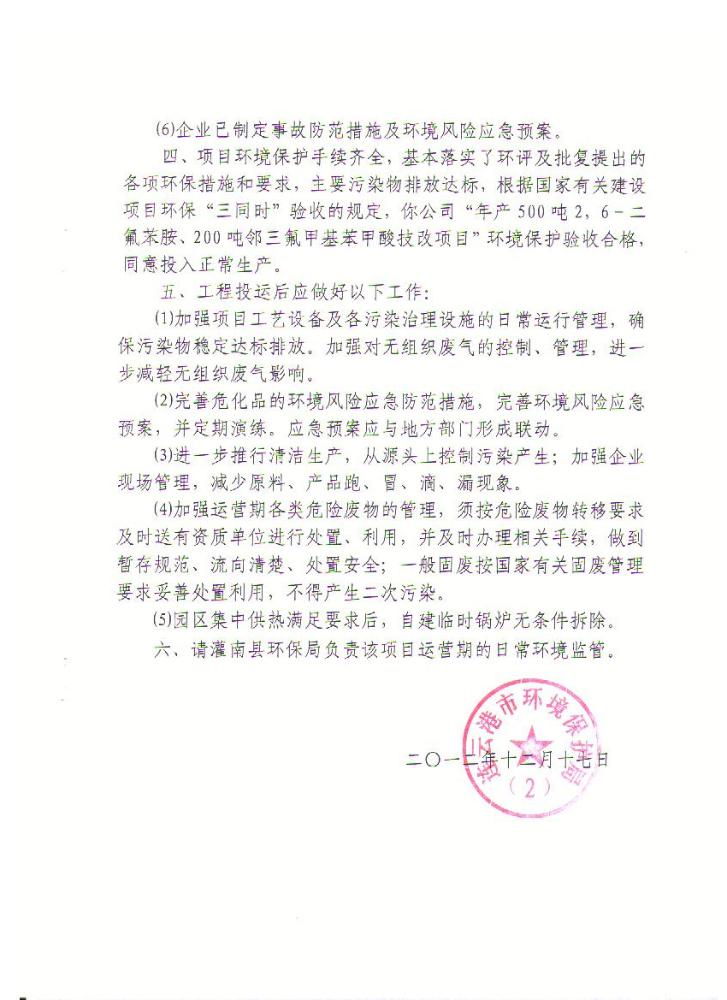 ⑹企业已制定事故防范措施及环境风险应急预案。
四、项目环境保护手续齐全，基本落实了环评及批复提出的
各项环保措施和要求，主要污染物排放达标，根据国家有关建设
项目环保“三同时”验收的规定，你公司“年产500吨2，6－二
氟苯胺、200吨邻三氟甲基苯甲酸技改项目”环境保护验收合格，
同意投入正常生产。
五、工程投运后应做好以下工作：
⑴加强项目工艺设备及各污染治理设施的日常运行管理，确
保污染物稳定达标排放。加强对无组织废气的控制、管理，进一
步减轻无组织废气影响。
⑵完善危化品的环境风险应急防范措施，完善环境风险应急
预案，并定期演练。应急预案应与地方部门形成联动。
⑶进一步推行清洁生产，从源头上控制污染产生；加强企业
现场管理，减少原料、产品跑、冒、滴、漏现象。
⑷加强运营期各类危险废物的管理，须按危险废物转移要求
及时送有资质单位进行处置、利用，并及时办理相关手续，做到
暂存规范、流向清楚、处置安全；一般固废按国家有关固废管理
要求妥善处置利用，不得产生二次污染。
⑸园区集中供热满足要求后，自建临时锅炉无条件拆除。
六、请灌南县环保局负责该项目运营期的日常环境监管。
连云港市环境保护局
二〇一二年十二月十七日
（2）